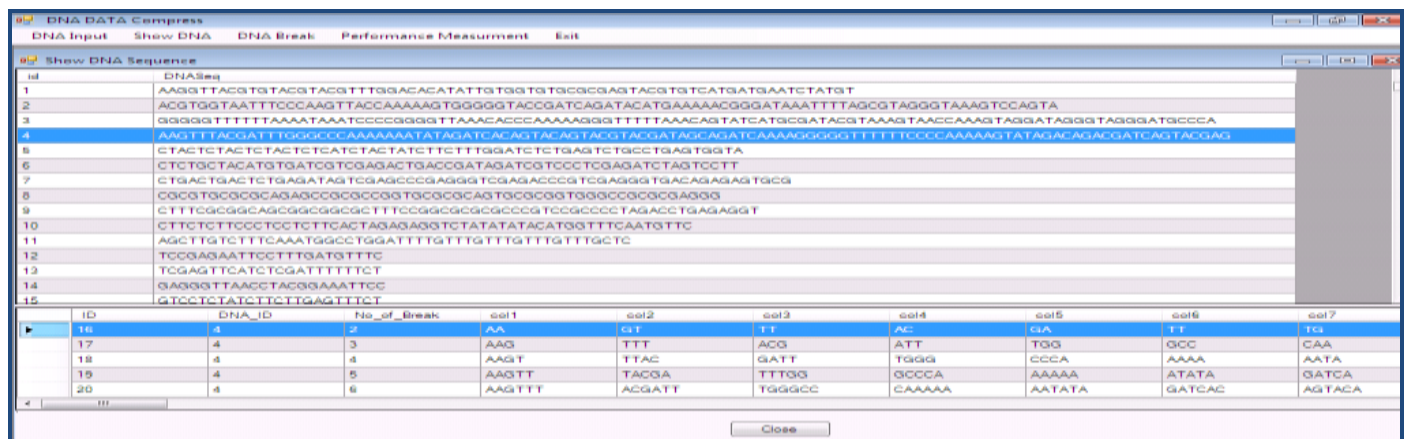 DNA DATA Compress
DNA Input Show DNA DNA Break Performance Measurment Exit
Show DNA Sequence
id DNASeq
1 AAGGTTACGTGTACGTACGTTTGGACACATATTGTGGTGTGCGCGAGTACGTGTCATGATGAATCTATGT
2 ACGTGGTAATTTCCCAAGTTACCAAAAAGTGGGGGTACCGATCAGATACATGAAAAACGGGATAAATTTTAGCGTAGGGTAAAGTCCAGTA
3 GGGGGTTTTTTAAAATAAATCCCCGGGGTTAAACACCCAAAAAGGGTTTTTAAACAGTATCATGCGATACGTAAAGTAACCAAAGTAGGATAGGGTAGGGATGCCCA
4 AAGTTTACGATTTGGGCCCAAAAAAATATAGATCACAGTACAGTACGTACGATAGCAGATCAAAAGGGGGTTTTTTCCCCAAAAAGTATAGACAGACGATCAGTACGAG
5 CTACTCTACTCTACTCTCATCTACTATCTTCTTTGGATCTCTGAGTCTGCCTGAGTGGTA
6 CTCTGCTACATGTGATCGTCGAGACTGACCGATAGATCGTCCCTCGAGATCTAGTCCTT
7 CTGACTGACTCTGAGATAGTCGAGCCCGAGGGTCGAGACCCGTCGAGGGTGACAGAGAGTGCG
8 CGCGTGCGCGCAGAGCCGCGCCGGTGCGCGCAGTGCGCGGTGGGCCGCGCGAGGG
9 CTTTCGCGGCAGCGGCGGCGCTTTCCGGCGCGCGCCCGTCCGCCCCTAGACCTGAGAGGT
10 CTTCTCTTCCCTCCTCTTCACTAGAGAGGTCTATATATACATGGTTTCAATGTTC
11 AGCTTGTCTTTCAAATGGCCTGGATTTTGTTTGTTTGTTTGTTTGCTC
12 TCCGAGAATTCCTTTGATGTTTC
13 TCGAGTTCATCTCGATTTTTTCT
14 GAGGGTTAACCTACGGAAATTCC
15 GTCCTCTATCTTCTTGAGTTTCT
ID DNA_ID No_of_Break col1 col2 col3 col4 col5 col6 col7
16 4 2 AA GT TT AC GA TT TG
17 4 3 AAG TTT ACG ATT TGG GCC CAA
18 4 4 AAGT TTAC GATT TGGG CCCA AAAA AATA
19 4 5 AAGTT TACGA TTTGG GCCCA AAAAA ATATA GATCA
20 4 6 AAGTTT ACGATT TGGGCC CAAAAA AATATA GATCAC AGTACA
Close